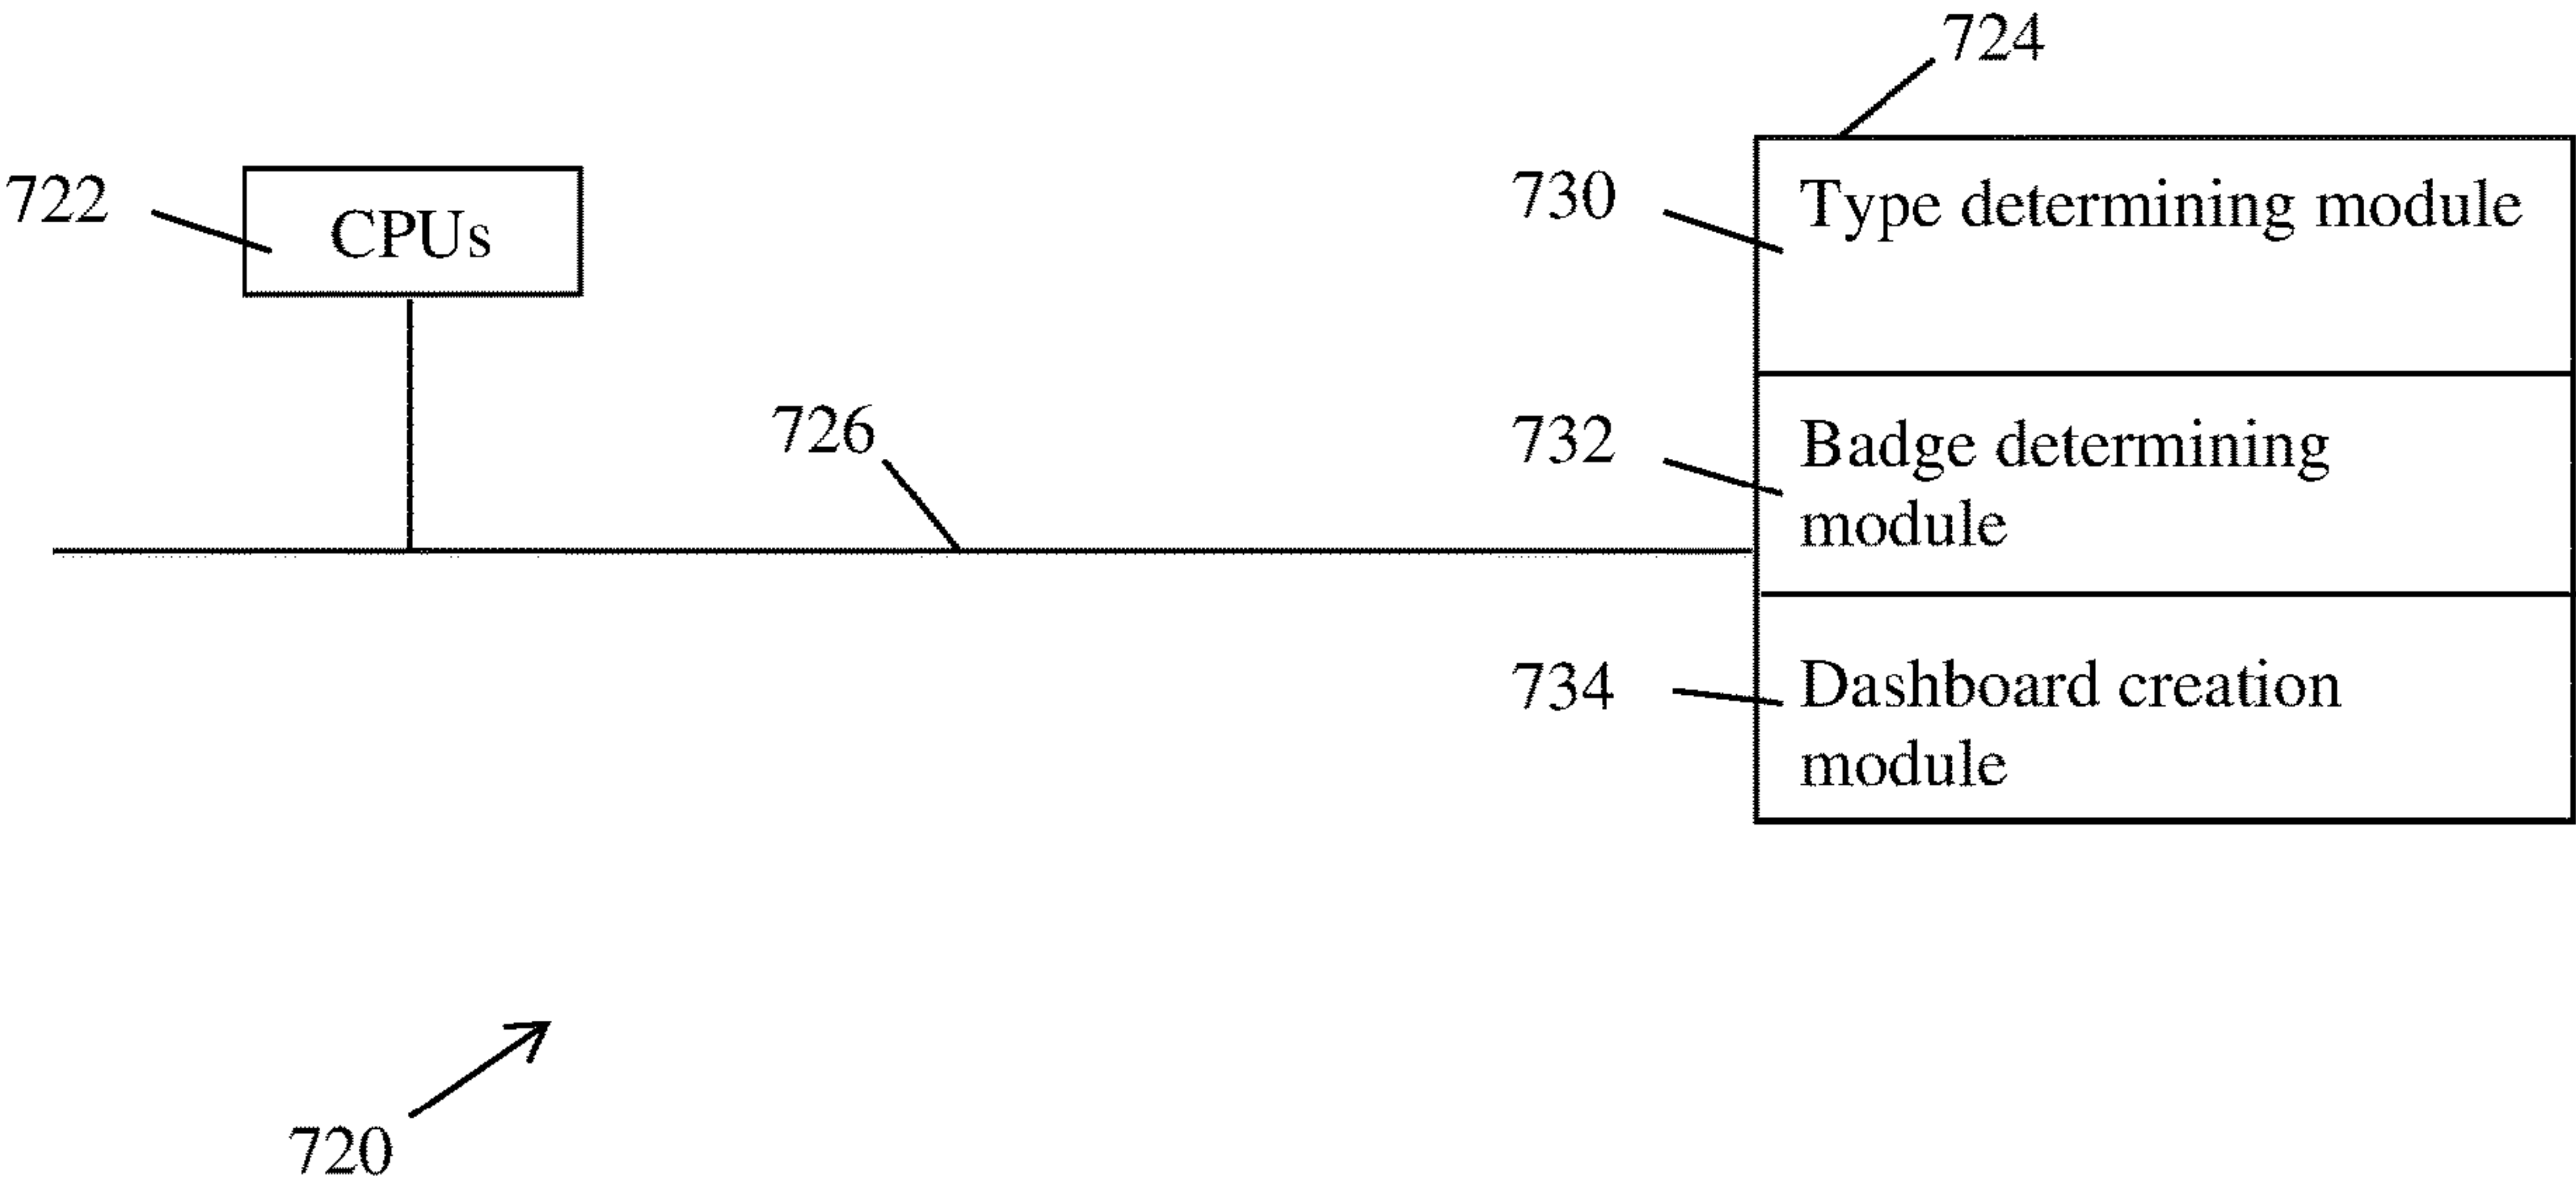 724
722
CPUs
730
Type determining module
726
732
Badge determining
module
734
Dashboard creation
module
720